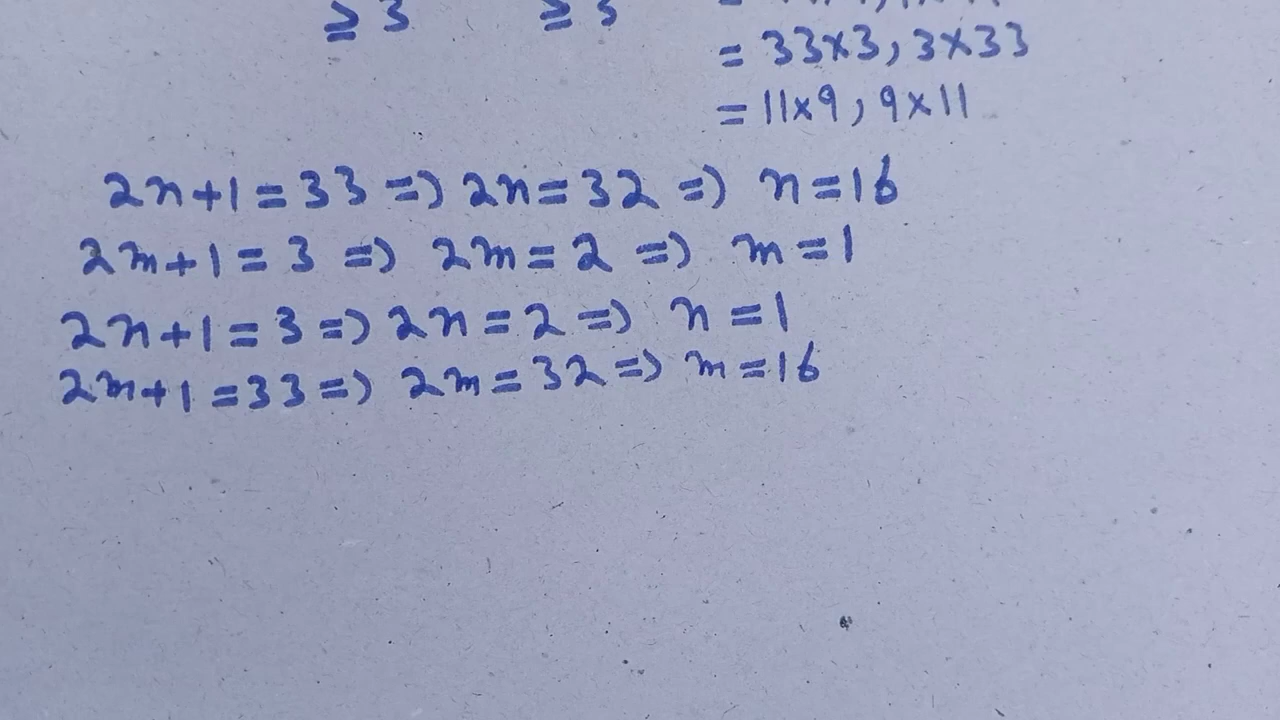 ≥ 3 ≥ 3
= 33×3, 3×33
= 11×9, 9×11
2n+1=33 => 2n=32 => n=16
2m+1=3 => 2m=2 => m=1
2n+1=3 => 2n=2 => n=1
2m+1=33 => 2m=32 => m=16